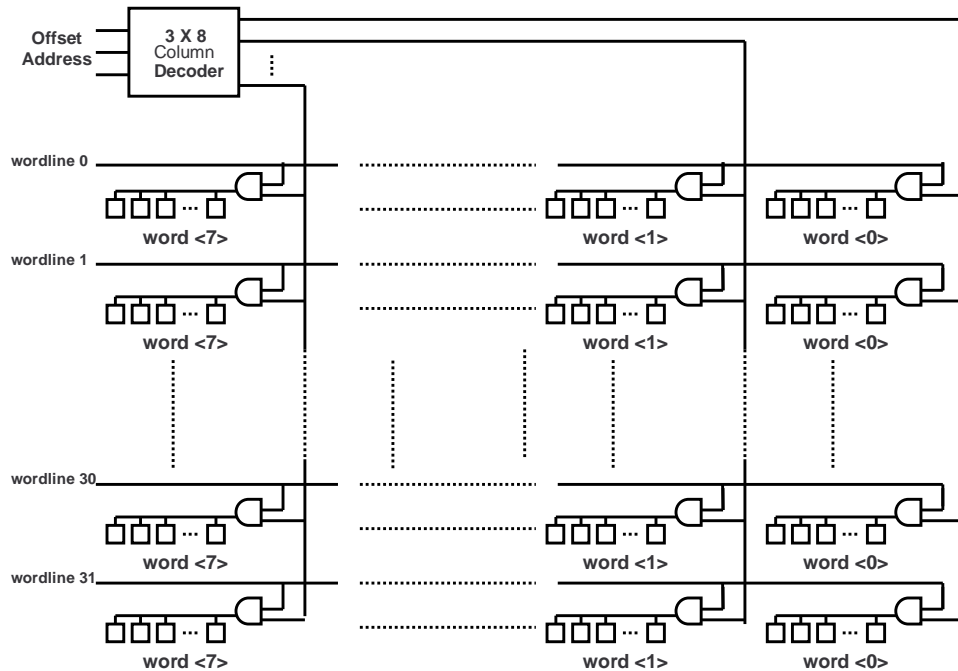 Offset
Address
3 X 8
Column
Decoder
wordline 0
word <7>
word <1>
word <0>
wordline 1
word <7>
word <1>
word <0>
wordline 30
word <7>
word <1>
word <0>
wordline 31
word <7>
word <1>
word <0>